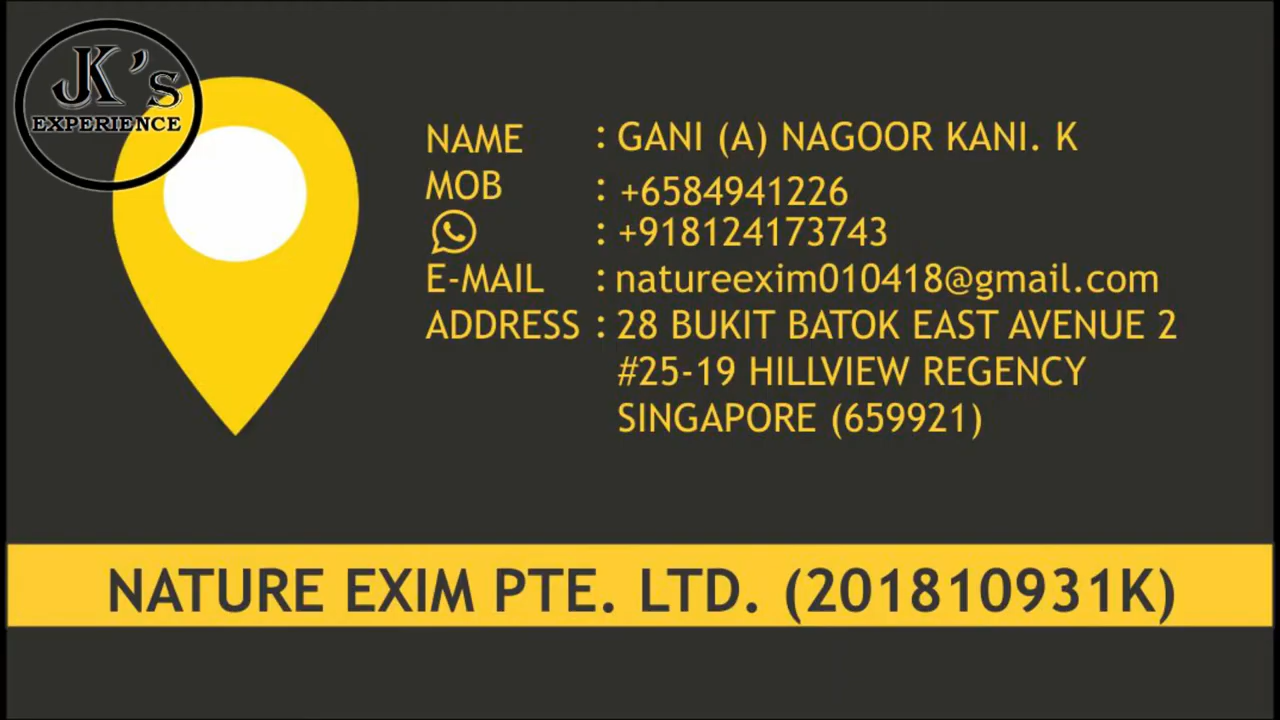 JK's
EXPERIENCE
NAME : GANI (A) NAGOOR KANI. K
MOB : +6584941226
: +918124173743
E-MAIL : natureexim010418@gmail.com
ADDRESS : 28 BUKIT BATOK EAST AVENUE 2
#25-19 HILLVIEW REGENCY
SINGAPORE (659921)
NATURE EXIM PTE. LTD. (201810931K)